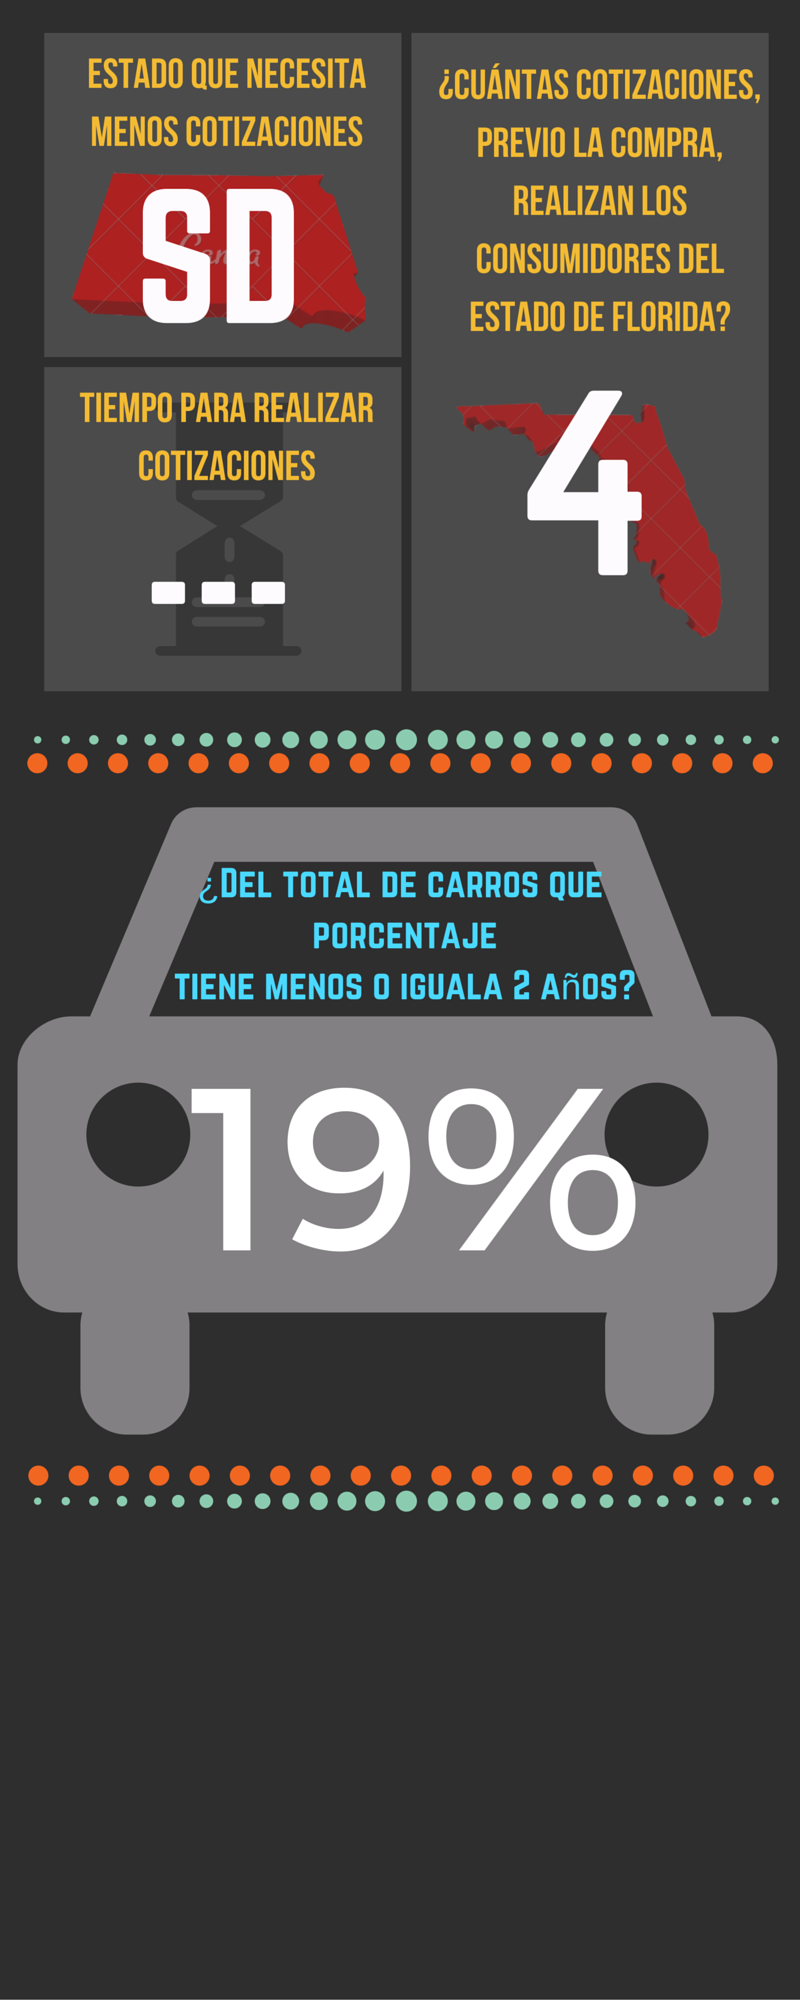 ESTADO QUE NECESITA
MENOS COTIZACIONES
SD
Canva
TIEMPO PARA REALIZAR
COTIZACIONES
---
¿CUÁNTAS COTIZACIONES,
PREVIO LA COMPRA,
REALIZAN LOS
CONSUMIDORES DEL
ESTADO DE FLORIDA?
4
¿DEL TOTAL DE CARROS QUE
PORCENTAJE
TIENE MENOS O IGUALA 2 AñOS?
19%